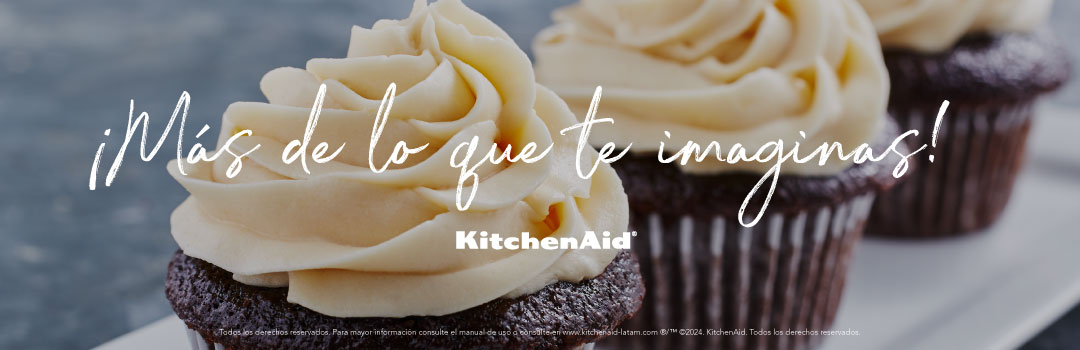 ¡Más de lo que te imaginas!
KitchenAid®
Todos los derechos reservados. Para mayor información consulte el manual de uso o consulte en www.kitchenaid-latam.com ®/™ ©2024. KitchenAid. Todos los derechos reservados.